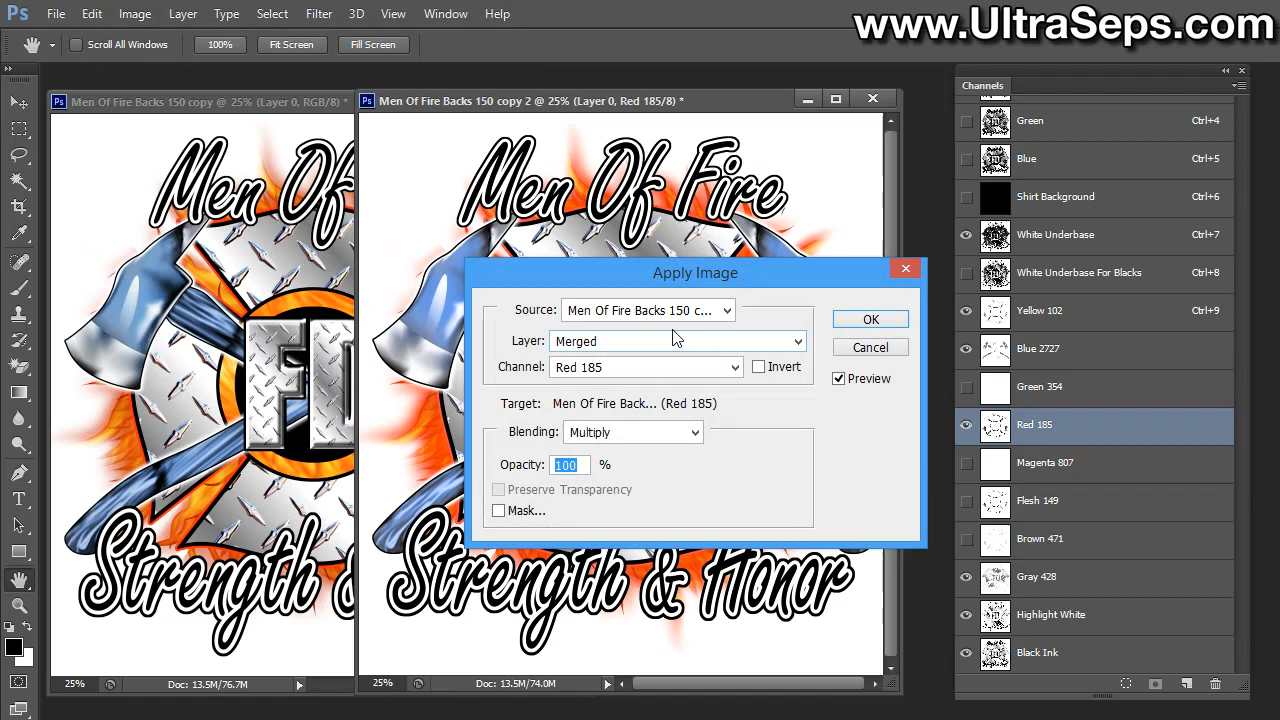 Ps File Edit Image Layer Type Select Filter 3D View Window Help
www.UltraSeps.com
Scroll All Windows 100% Fit Screen Fill Screen
Channels
Ps Men Of Fire Backs 150 copy @ 25% (Layer 0, RGB/8) *
Ps Men Of Fire Backs 150 copy 2 @ 25% (Layer 0, Red 185/8) *
Men Of Fi
FD
Strength &
Men Of Fire
Strength & Honor
Apply Image
Source: Men Of Fire Backs 150 c...
Layer: Merged
Channel: Red 185
Invert
Target: Men Of Fire Back... (Red 185)
Blending: Multiply
Opacity: 100 %
Preserve Transparency
Mask...
OK
Cancel
Preview
Green Ctrl+4
Blue Ctrl+5
Shirt Background Ctrl+6
White Underbase Ctrl+7
White Underbase For Blacks Ctrl+8
Yellow 102
Blue 2727
Green 354
Red 185
Magenta 807
Flesh 149
Brown 471
Gray 428
Highlight White
Black Ink
25% Doc: 13.5M/76.7M
25% Doc: 13.5M/74.0M